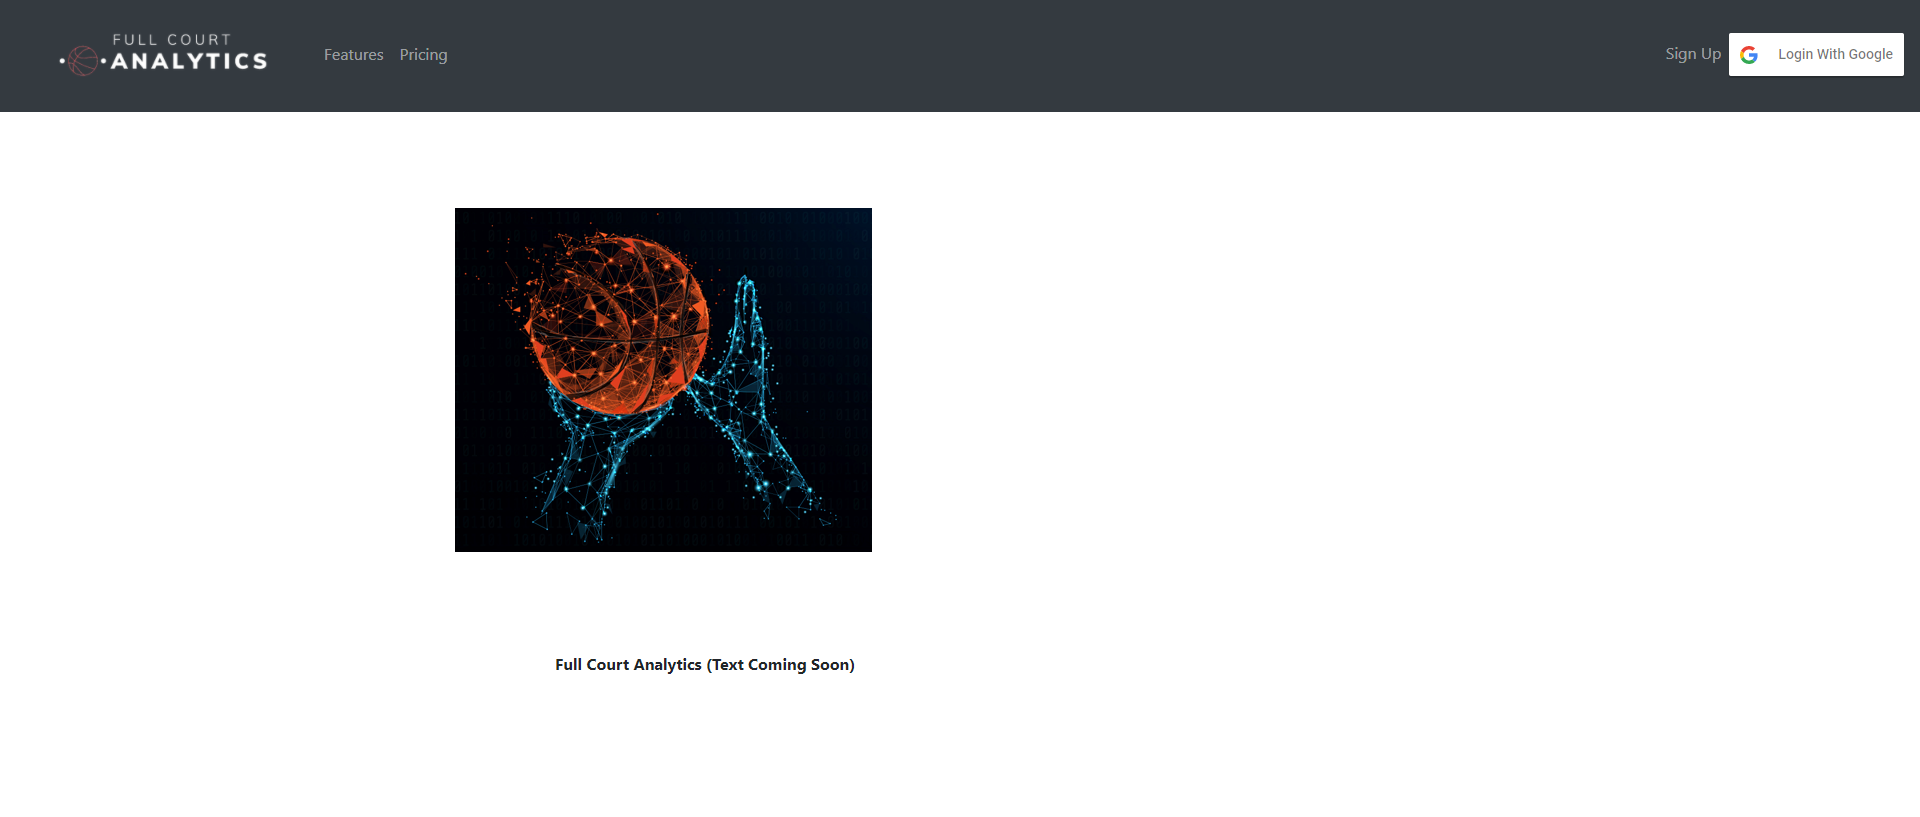 FULL COURT
ANALYTICS
Features Pricing
Sign Up Login With Google
Full Court Analytics (Text Coming Soon)